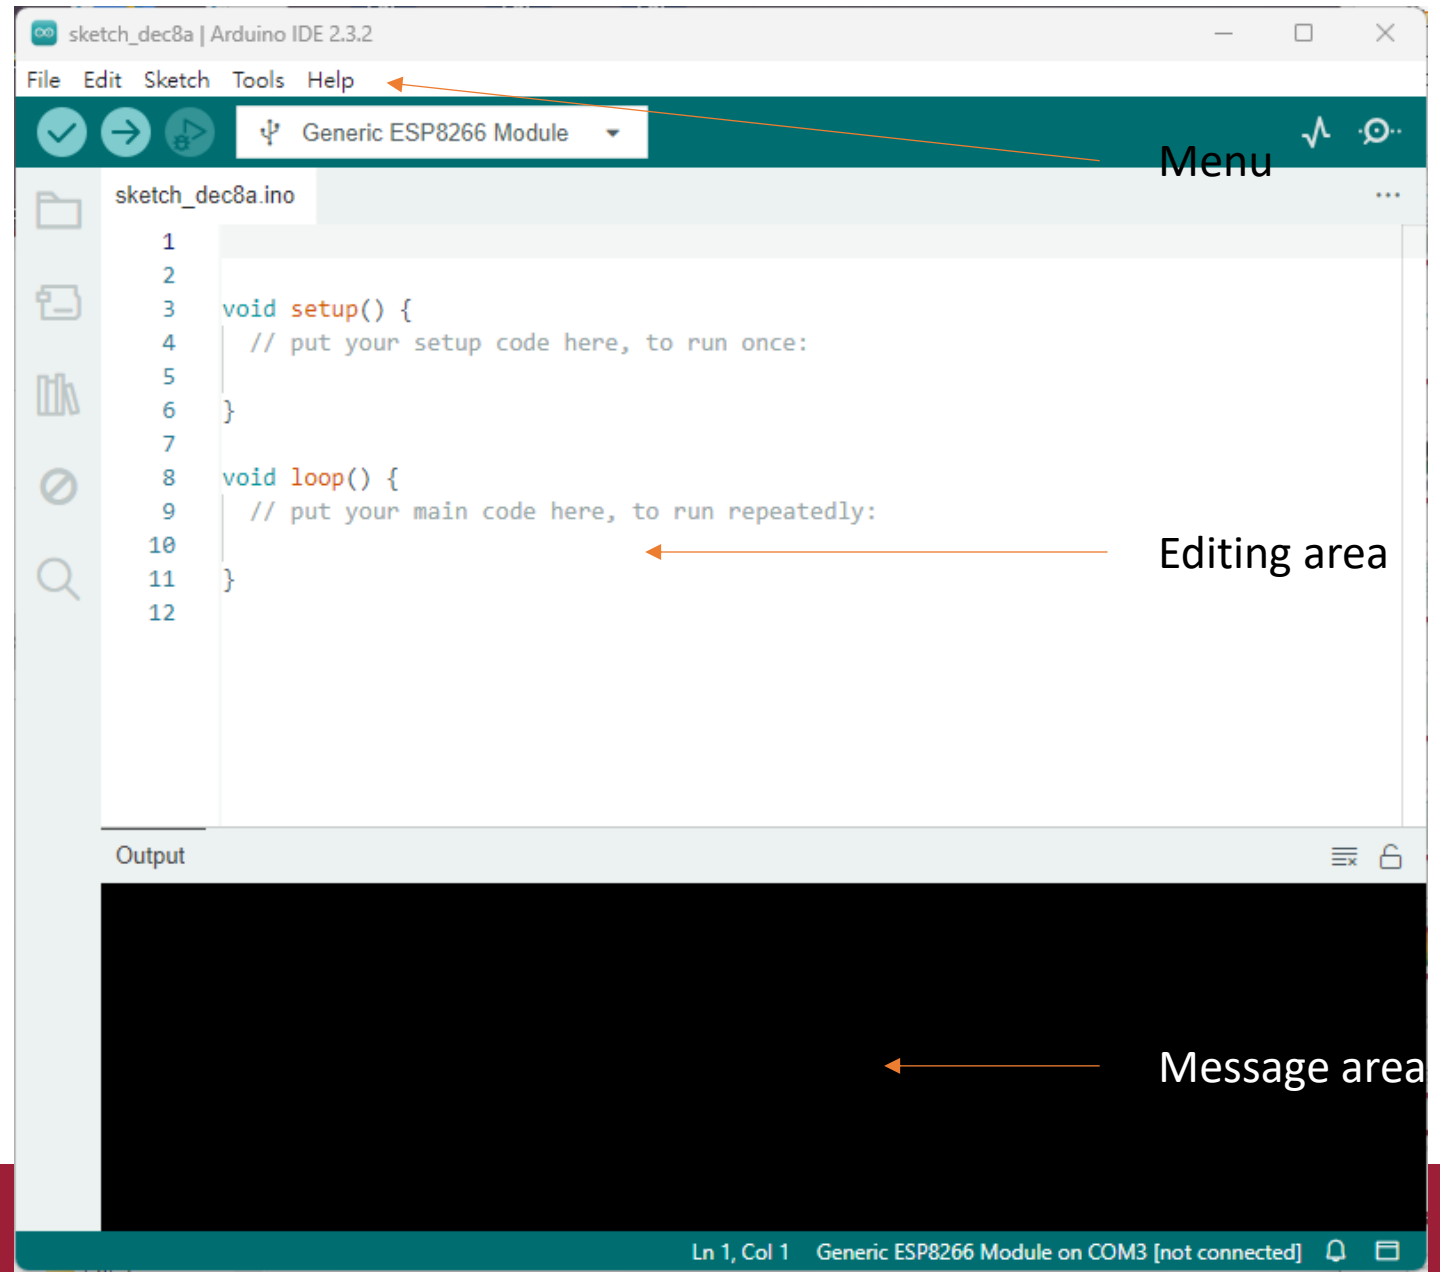 sketch_dec8a | Arduino IDE 2.3.2
File Edit Sketch Tools Help
Generic ESP8266 Module
Menu
sketch_dec8a.ino
1
2
3 void setup() {
4 // put your setup code here, to run once:
5
6 }
7
8 void loop() {
9 // put your main code here, to run repeatedly:
10
Editing area
11 }
12
Output
Message area
Ln 1, Col 1 Generic ESP8266 Module on COM3 [not connected]